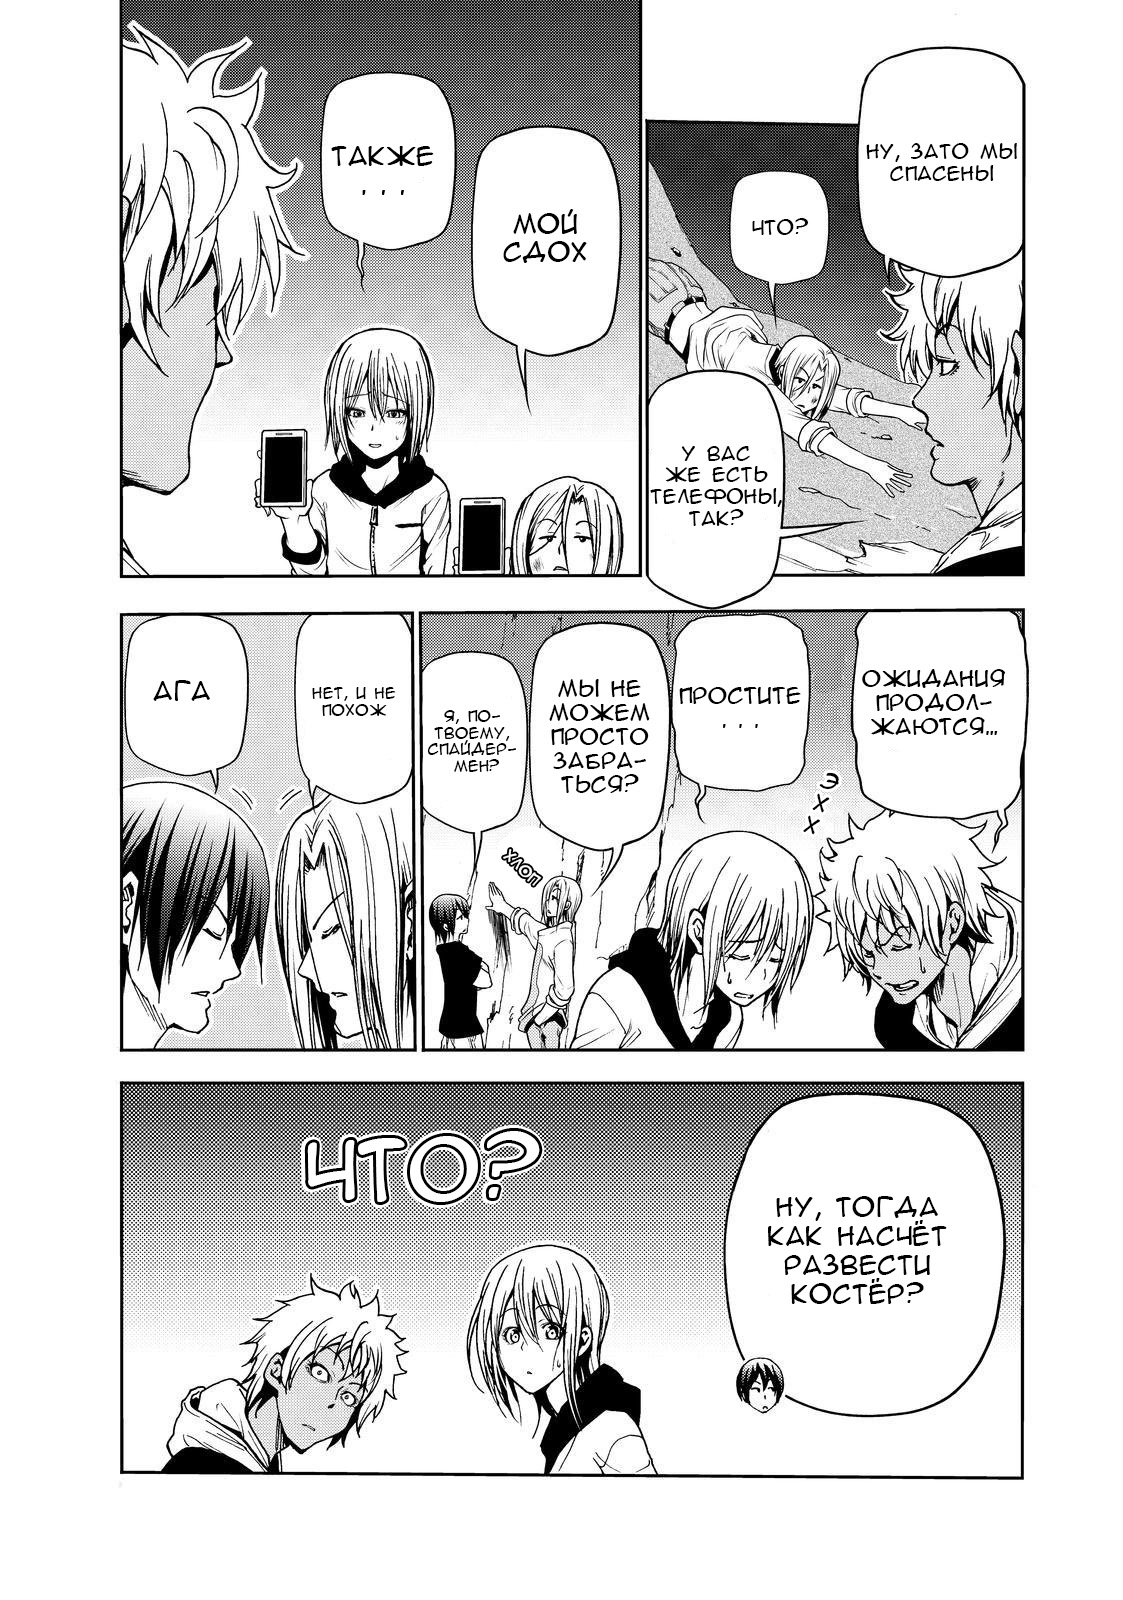 НУ, ЗАТО МЫ
СПАСЕНЫ
ЧТО?
У ВАС
ЖЕ ЕСТЬ
ТЕЛЕФОНЫ,
ТАК?
МОЙ
СДОХ
ТАКЖЕ
. . .
ОЖИДАНИЯ
ПРОДОЛ-
ЖАЮТСЯ...
ЭХХ
ПРОСТИТЕ
. . .
МЫ НЕ
МОЖЕМ
ПРОСТО
ЗАБРА-
ТЬСЯ?
Я, ПО-
ТВОЕМУ,
СПАЙДЕР-
МЕН?
ХЛОП
НЕТ, И НЕ
ПОХОЖ
АГА
НУ, ТОГДА
КАК НАСЧЁТ
РАЗВЕСТИ
КОСТЁР?
ЧТО?